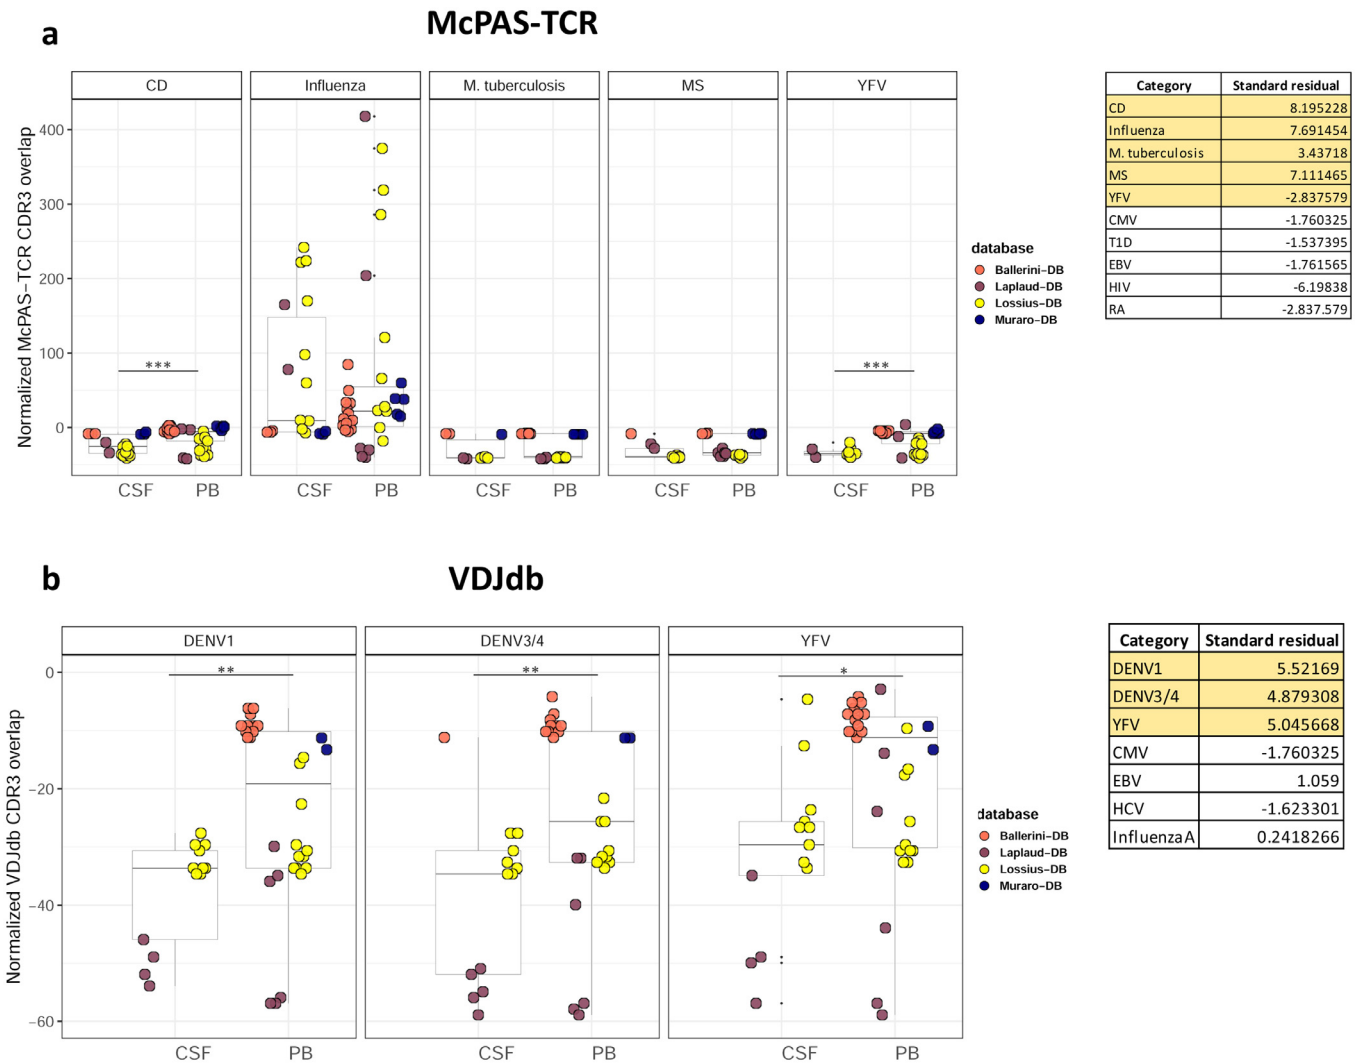 McPAS-TCR
a
CD Influenza M. tuberculosis MS YFV
Normalized McPAS−TCR CDR3 overlap
400
300
200
100
0
***
***
CSF PB CSF PB CSF PB CSF PB CSF PB
database
Ballerini−DB
Laplaud−DB
Lossius−DB
Muraro−DB
Category Standard residual
CD 8.195228
Influenza 7.691454
M. tuberculosis 3.43718
MS 7.111465
YFV -2.837579
CMV -1.760325
T1D -1.537395
EBV -1.761565
HIV -6.19838
RA -2.837.579
b
VDJdb
DENV1 DENV3/4 YFV
Normalized VDJdb CDR3 overlap
0
−20
−40
−60
**
**
*
CSF PB CSF PB CSF PB
database
Ballerini−DB
Laplaud−DB
Lossius−DB
Muraro−DB
Category Standard residual
DENV1 5.52169
DENV3/4 4.879308
YFV 5.045668
CMV -1.760325
EBV 1.059
HCV -1.623301
InfluenzaA 0.2418266